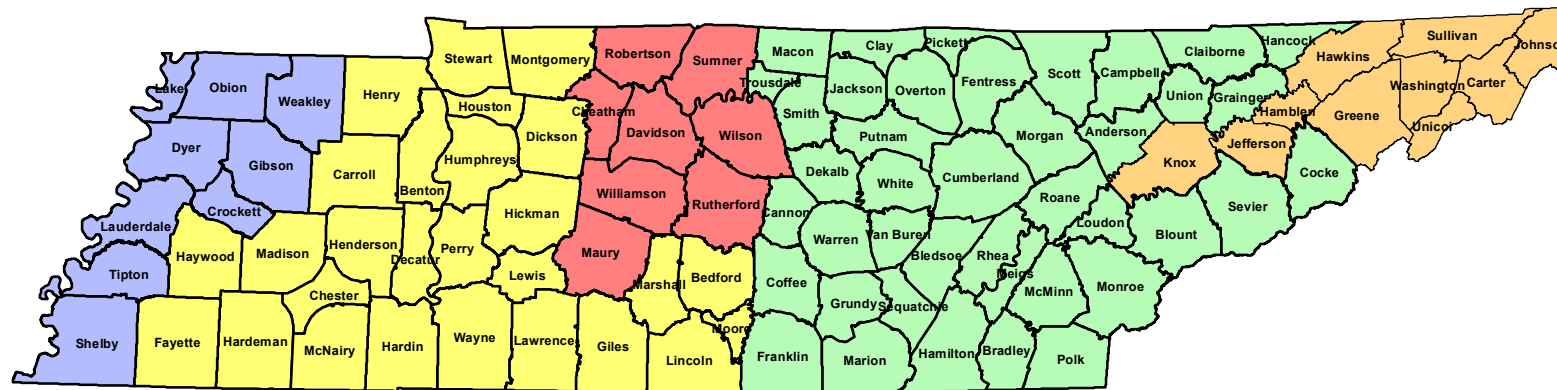 Stewart
Montgomery
Robertson
Sumner
Macon
Clay
Pickett
Fentress
Scott
Campbell
Claiborne
Hancock
Hawkins
Sullivan
Johnso
Lake
Obion
Weakley
Henry
Houston
Cheatham
Trousdale
Jackson
Overton
Union
Grainger
Hamblen
Washington
Carter
Greene
Unicoi
Dyer
Gibson
Carroll
Benton
Humphreys
Dickson
Davidson
Wilson
Smith
Putnam
Morgan
Anderson
Knox
Jefferson
Cocke
Lauderdale
Crockett
Hickman
Williamson
Rutherford
Dekalb
White
Cumberland
Roane
Loudon
Sevier
Blount
Tipton
Haywood
Madison
Henderson
Decatur
Perry
Lewis
Maury
Marshall
Bedford
Cannon
Warren
Van Buren
Bledsoe
Rhea
Meigs
McMinn
Monroe
Chester
Coffee
Grundy
Sequatchie
Shelby
Fayette
Hardeman
McNairy
Hardin
Wayne
Lawrence
Giles
Lincoln
Moore
Franklin
Marion
Hamilton
Bradley
Polk